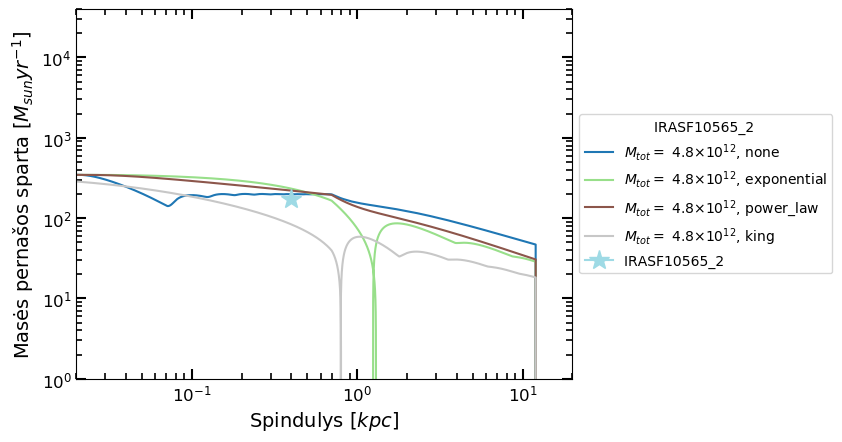 Masės pernašos sparta [$M_{sun}yr^{-1}$]
10⁴
10³
10²
10¹
10⁰
10⁻¹ 10⁰ 10¹
Spindulys [$kpc$]
IRASF10565_2
$M_{tot}$ = 4.8×10¹², none
$M_{tot}$ = 4.8×10¹², exponential
$M_{tot}$ = 4.8×10¹², power_law
$M_{tot}$ = 4.8×10¹², king
IRASF10565_2